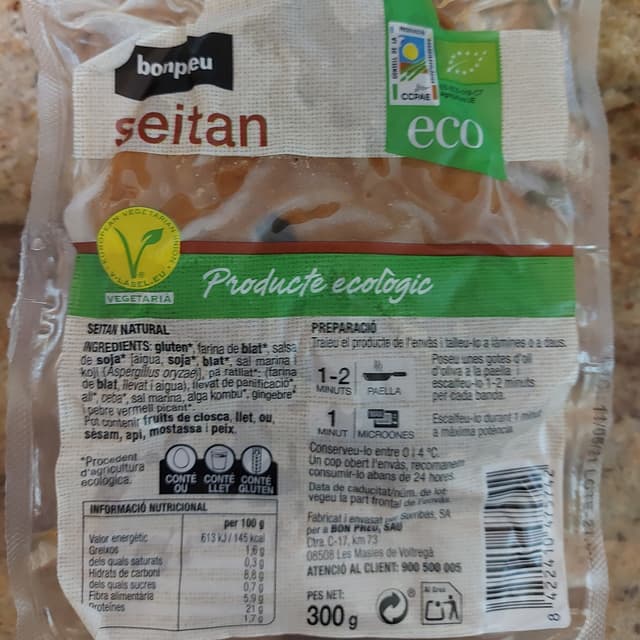 bonpreu
seitan
CCPAE
eco
V-LABEL.EU
VEGETARIÀ
Producte ecològic
SEITAN NATURAL
INGREDIENTS: gluten*, farina de blat*, salsa
de soja* [aigua, soja*, blat*, sal marina i
koji (Aspergillus oryzae)], pa ratllat*: (farina
de blat, llevat i aigua), llevat de panificació*,
all*, ceba*, sal marina, alga kombu*, gingebre*
i pebre vermell picant*.
Pot contenir fruits de closca, llet, ou,
sèsam, api, mostassa i peix.
*Procedent
d'agricultura
ecològica.
CONTÉ OU
CONTÉ LLET
CONTÉ GLUTEN
INFORMACIÓ NUTRICIONAL
per 100 g
Valor energètic 613 kJ / 145 kcal
Greixos 1,6 g
dels quals saturats 0,3 g
Hidrats de carboni 8,8 g
dels quals sucres 0,7 g
Fibra alimentària 5,9 g
Proteïnes 21 g
1,7 g
PREPARACIÓ
Traieu el producte de l'envàs i talleu-lo a làmines o a daus.
1-2
MINUTS
PAELLA
Poseu unes gotes d'oli
d'oliva a la paella i
escalfeu-lo 1-2 minuts
per cada banda.
1
MINUT
MICROONES
Escalfeu-lo durant 1 minut
a màxima potència.
Conserveu-lo entre 0 i 4 °C.
Un cop obert l'envàs, recomanem
consumir-lo abans de 24 hores.
Data de caducitat/núm. de lot:
vegeu la part frontal de l'envàs.
Fabricat i envasat per Sorribas, SA
per a BON PREU, SAU
Ctra. C-17, km 73
08508 Les Masies de Voltregà
ATENCIÓ AL CLIENT: 900 500 005
PES NET:
300 g